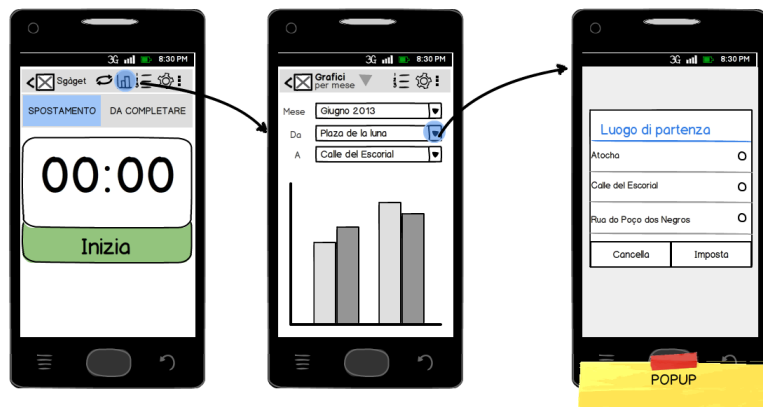 3G 8:30 PM
Sgàget
SPOSTAMENTO DA COMPLETARE
00:00
Inizia
3G 8:30 PM
Grafici
per mese
Mese Giugno 2013
Da Plaza de la luna
A Calle del Escorial
3G 8:30 PM
Luogo di partenza
Atocha
Calle del Escorial
Rua do Poço dos Negros
Cancella Imposta
POPUP